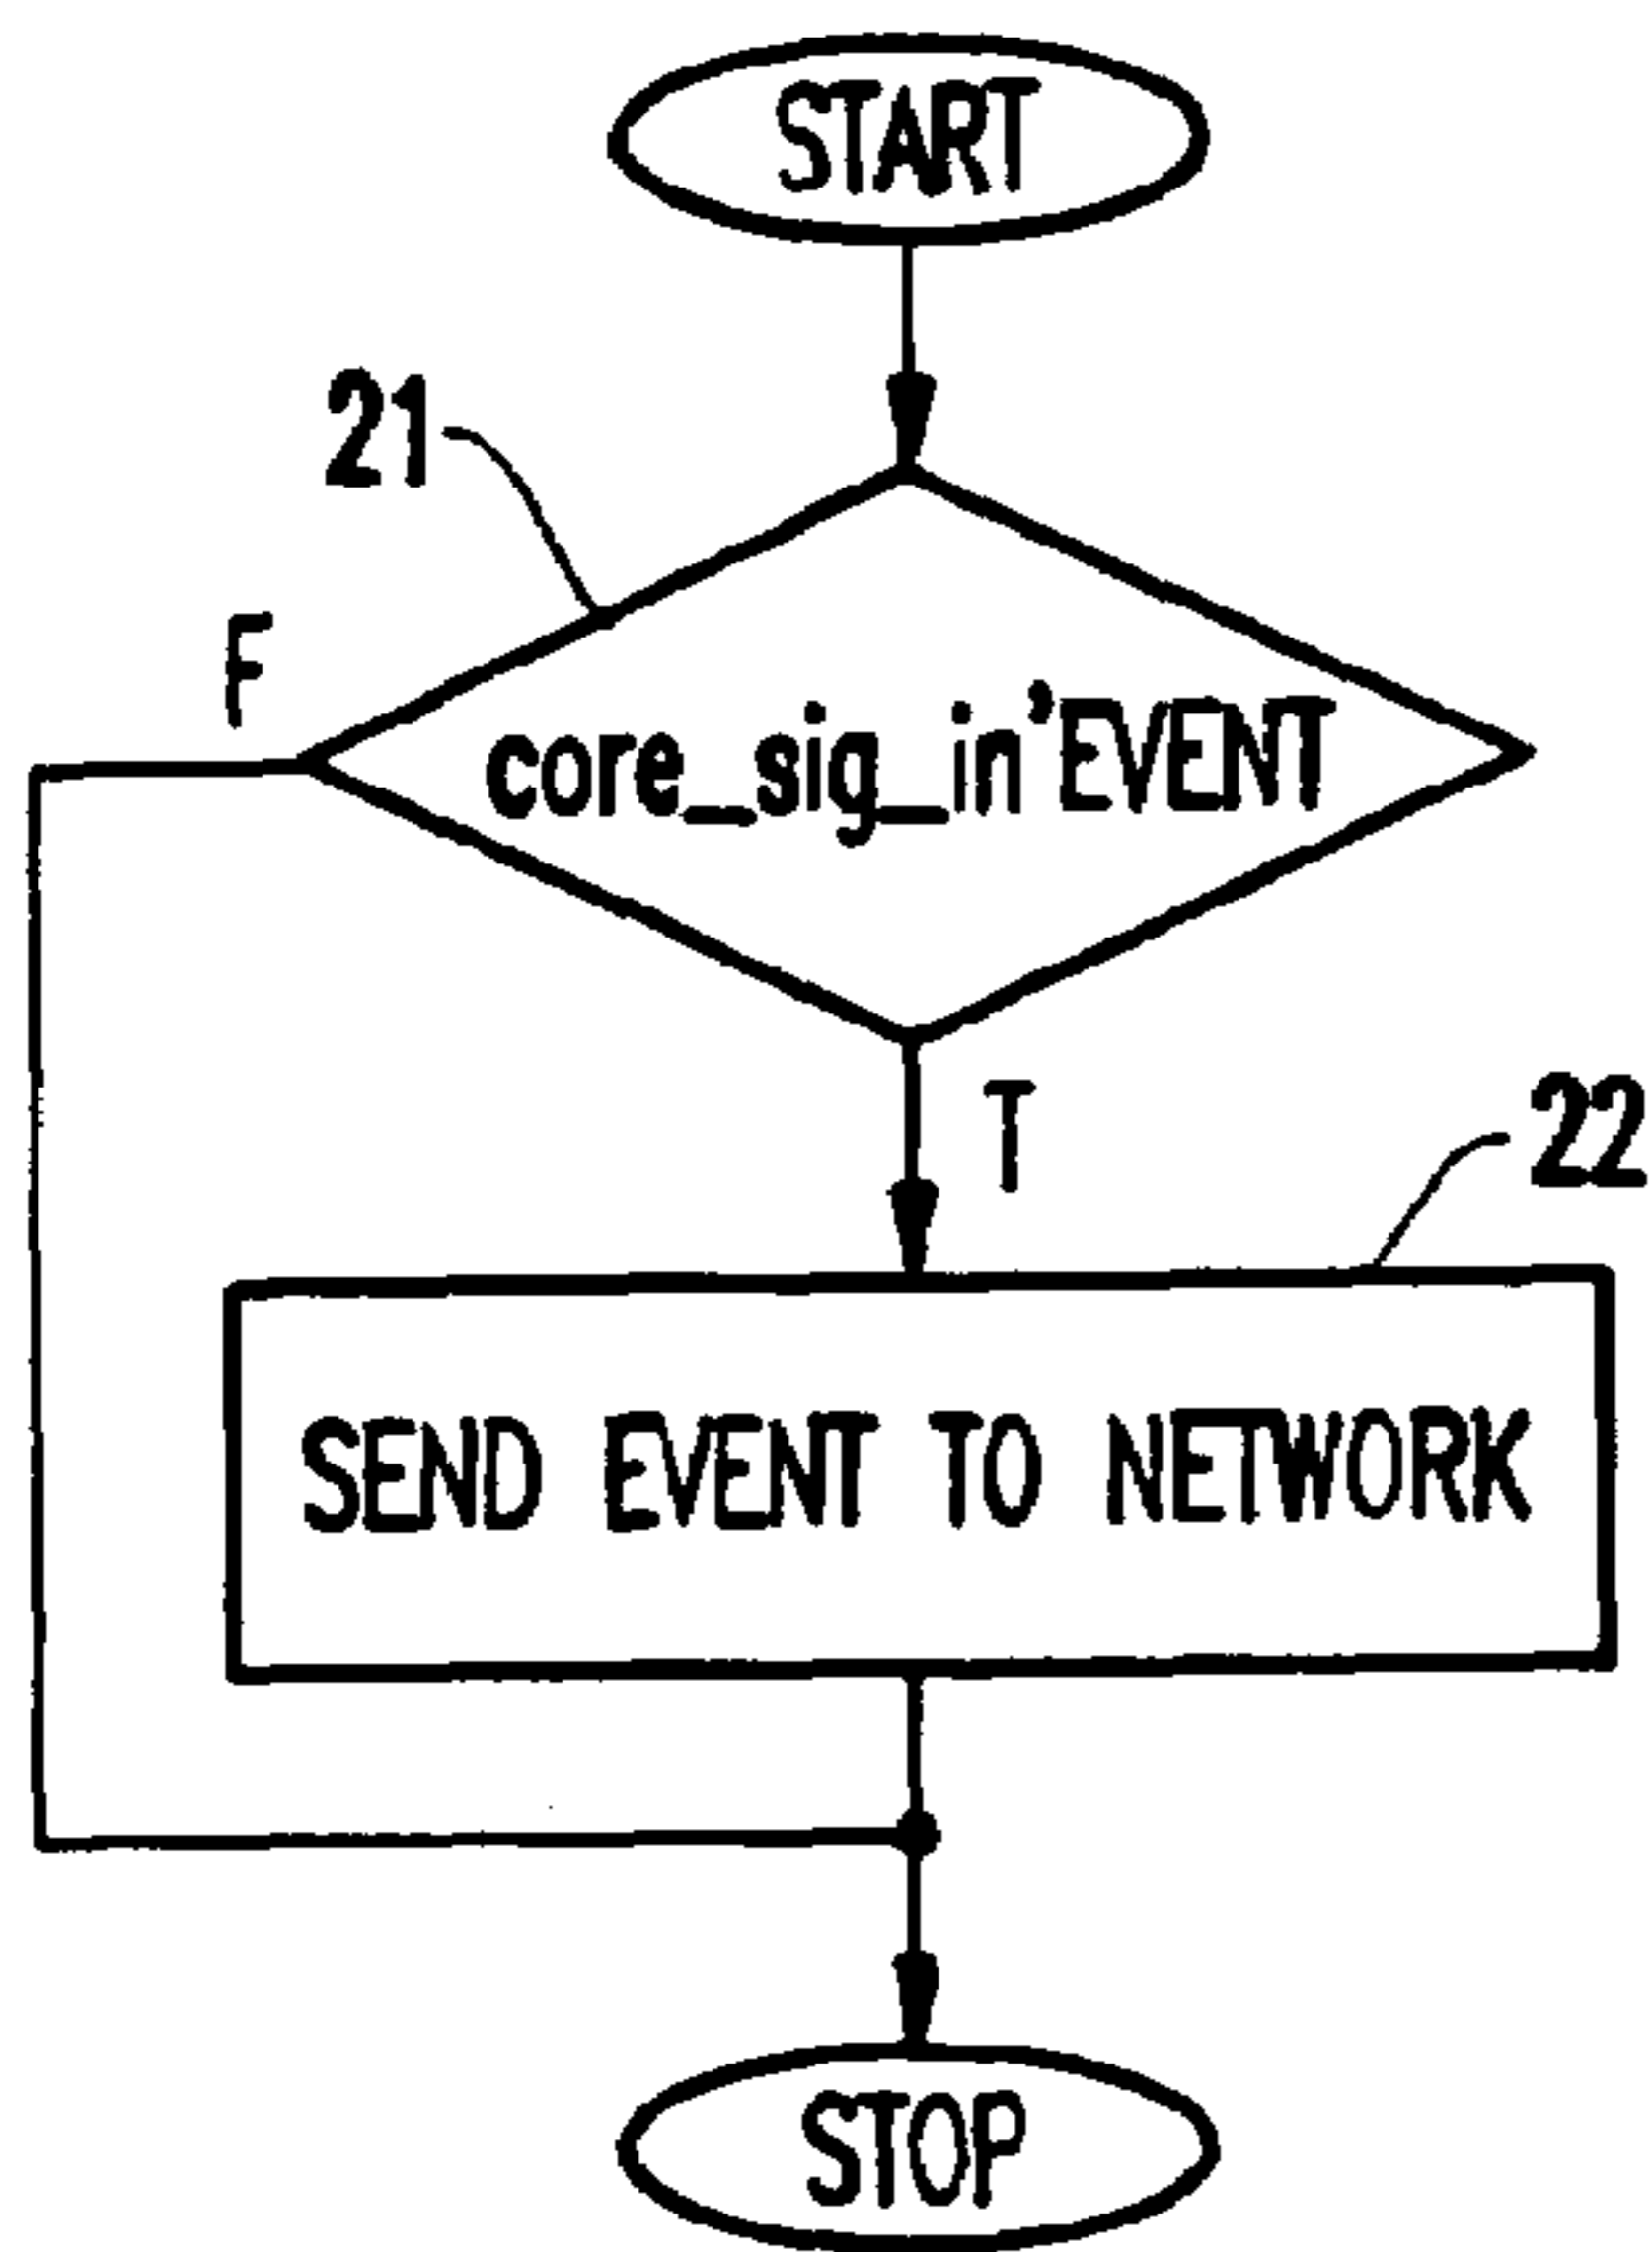 START
21
F
core_sig_in'EVENT
T
22
SEND EVENT TO NETWORK
STOP